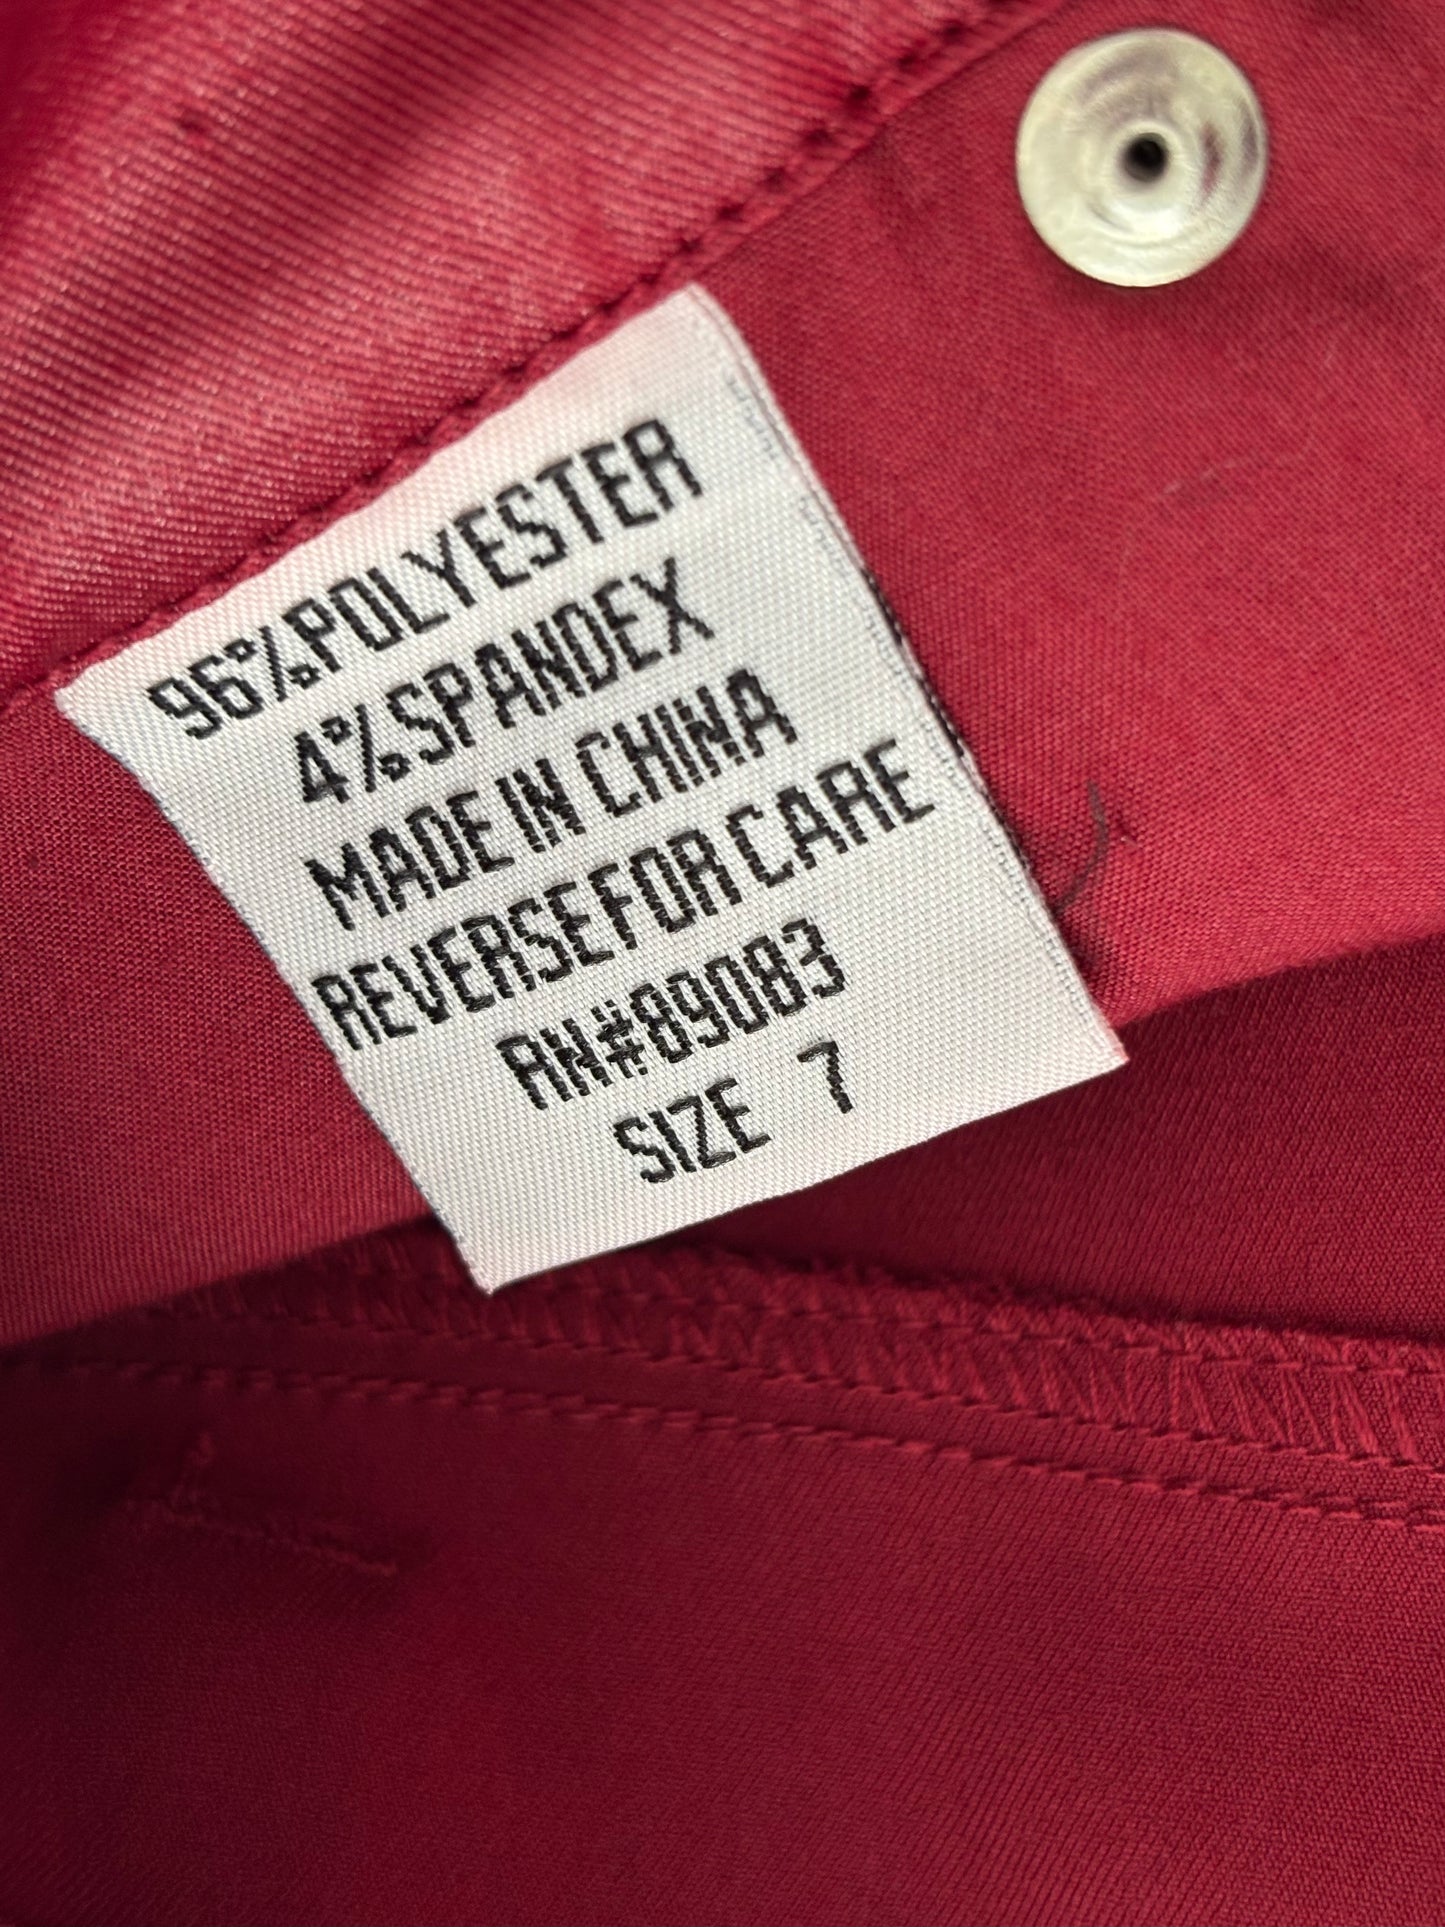 96%POLYESTER
4%SPANDEX
MADE IN CHINA
REVERSE FOR CARE
RN#89083
SIZE 7